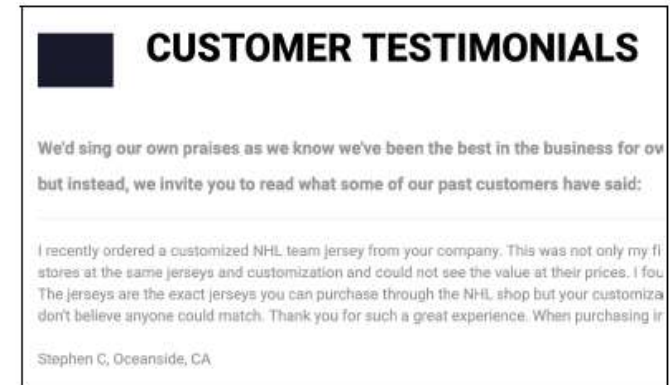 CUSTOMER TESTIMONIALS
We'd sing our own praises as we know we've been the best in the business for
but instead, we invite you to read what some of our past customers have said:
I recently ordered a customized NHL team jersey from your company. This was not only my
stores at the same jerseys and customization and could not see the value at their prices. I
The jerseys are the exact jerseys you can purchase through the NHL shop but your
don't believe anyone could match. Thank you for such a great experience. When purchasing
Stephen C, Oceanside, CA